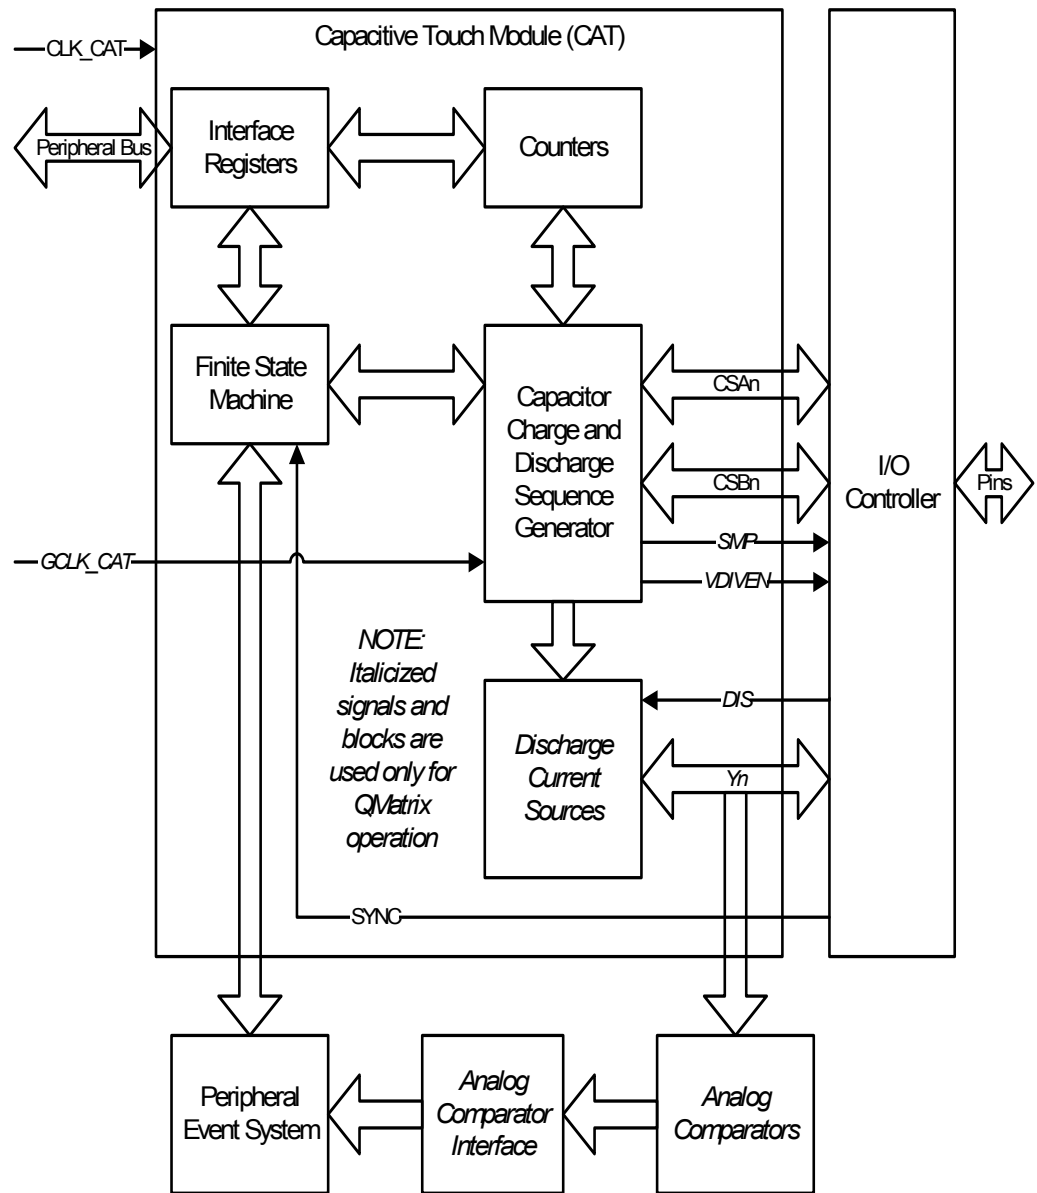 Capacitive Touch Module (CAT)
CLK_CAT
Peripheral Bus
Interface
Registers
Counters
Finite State
Machine
Capacitor
Charge and
Discharge
Sequence
Generator
CSAn
CSBn
I/O
Controller
Pins
SMP
GCLK_CAT
VDIVEN
NOTE:
Italicized
signals and
blocks are
used only for
QMatrix
operation
Discharge
Current
Sources
DIS
Yn
SYNC
Peripheral
Event System
Analog
Comparator
Interface
Analog
Comparators